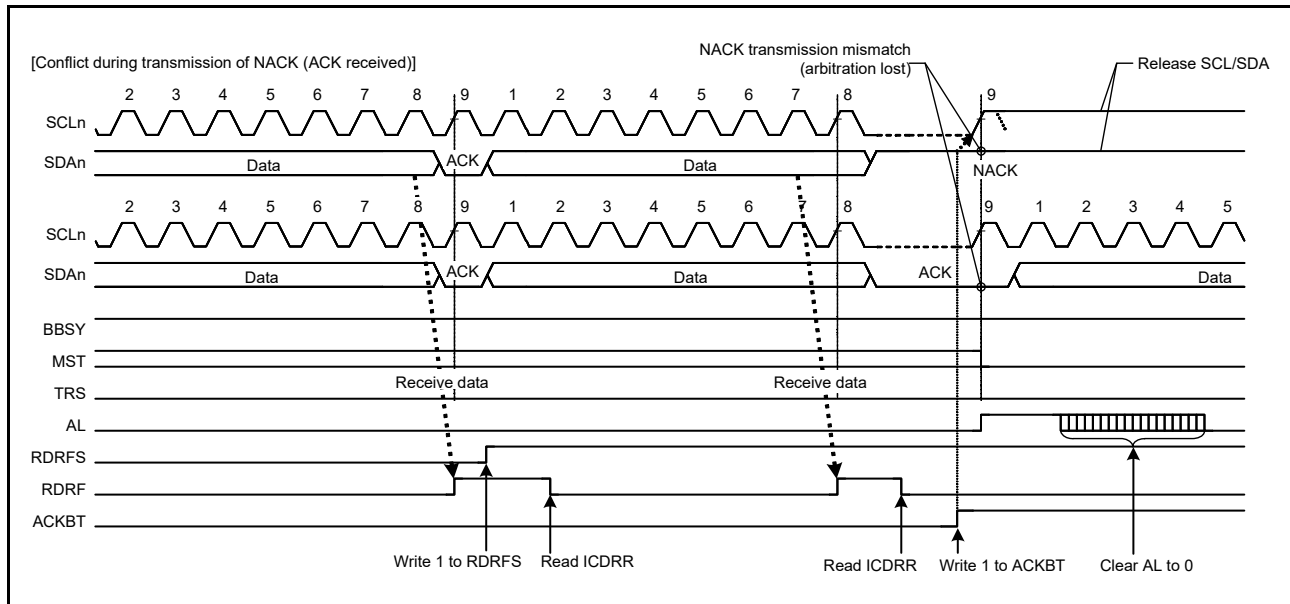 [Conflict during transmission of NACK (ACK received)]
NACK transmission mismatch
(arbitration lost)
Release SCL/SDA
2 3 4 5 6 7 8 9 1 2 3 4 5 6 7 8 9
SCLn
SDAn
Data ACK Data NACK
2 3 4 5 6 7 8 9 1 2 3 4 5 6 7 8 9 1 2 3 4 5
SCLn
SDAn
Data ACK Data ACK Data
BBSY
MST
TRS
Receive data Receive data
AL
RDRFS
RDRF
ACKBT
Write 1 to RDRFS Read ICDRR Read ICDRR Write 1 to ACKBT Clear AL to 0